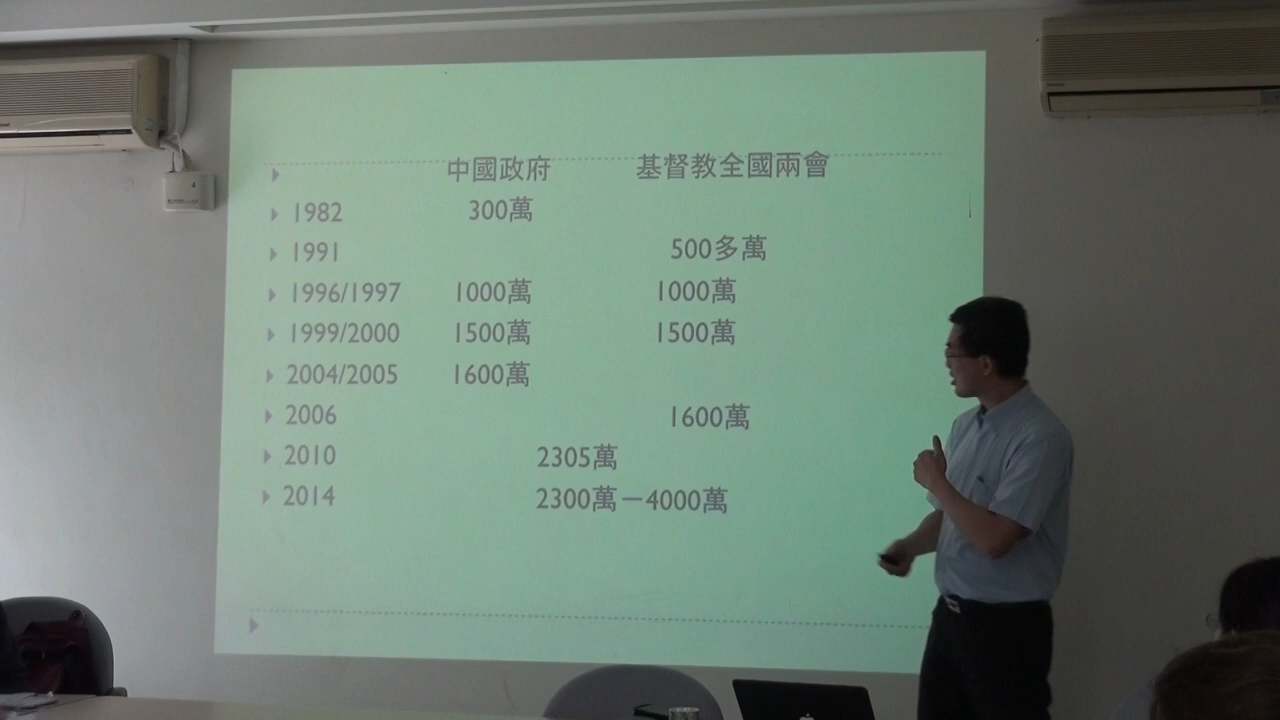 中國政府 基督教全國兩會
1982 300萬
1991 500多萬
1996/1997 1000萬 1000萬
1999/2000 1500萬 1500萬
2004/2005 1600萬
2006 1600萬
2010 2305萬
2014 2300萬－4000萬